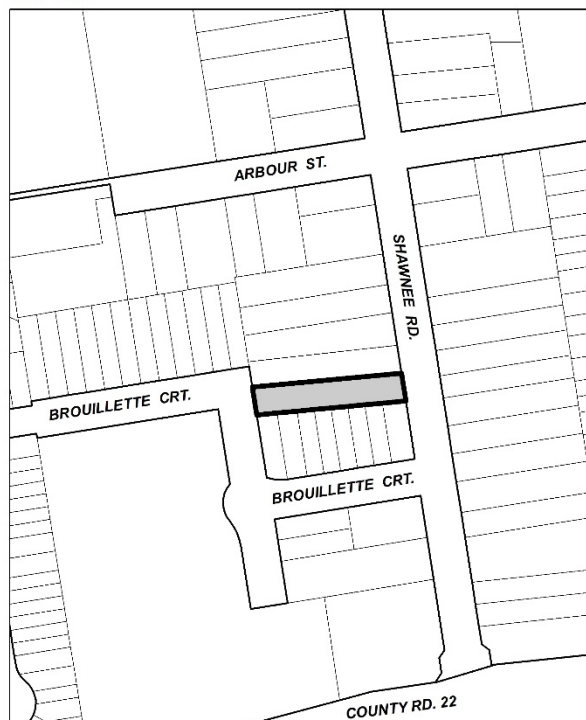 ARBOUR ST.
SHAWNEE RD.
BROUILLETTE CRT.
BROUILLETTE CRT.
COUNTY RD. 22